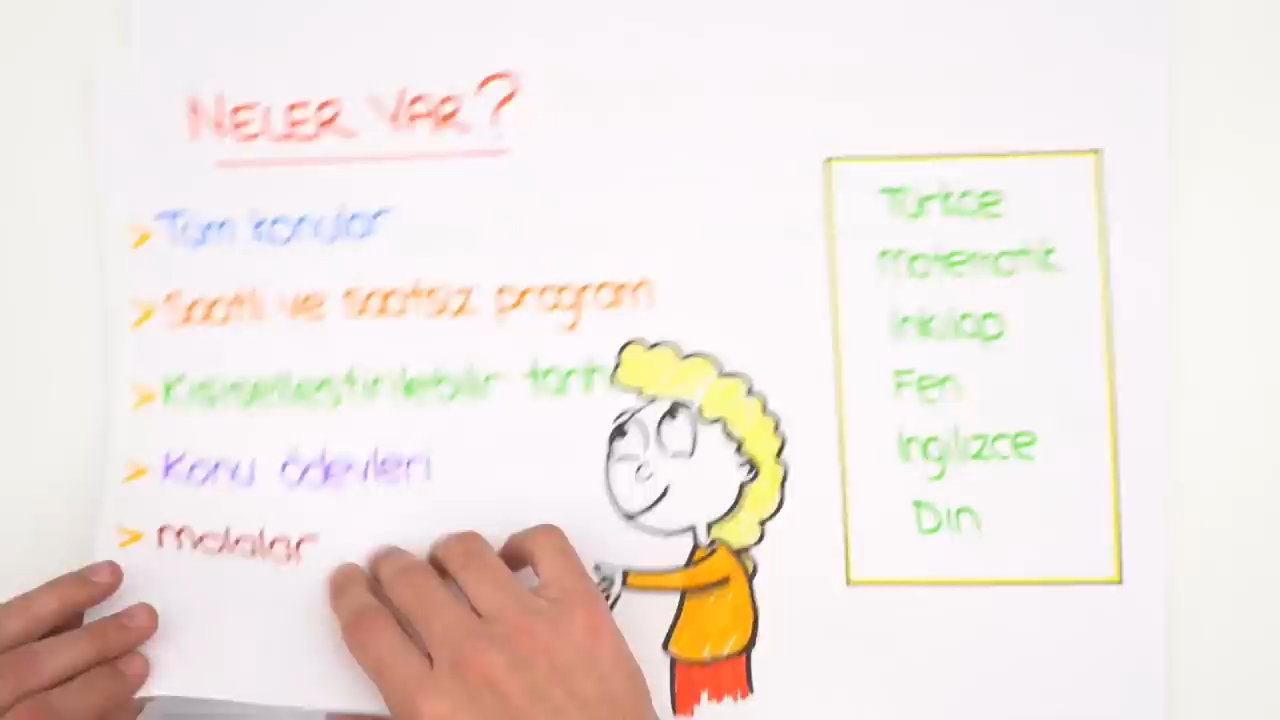 NELER VAR?
Tüm konular
Saatli ve saatsiz program
Kişiselleştirilebilir
Konu ödevleri
molalar
Türkçe
matematik
İnkılap
Fen
İngilizce
Din